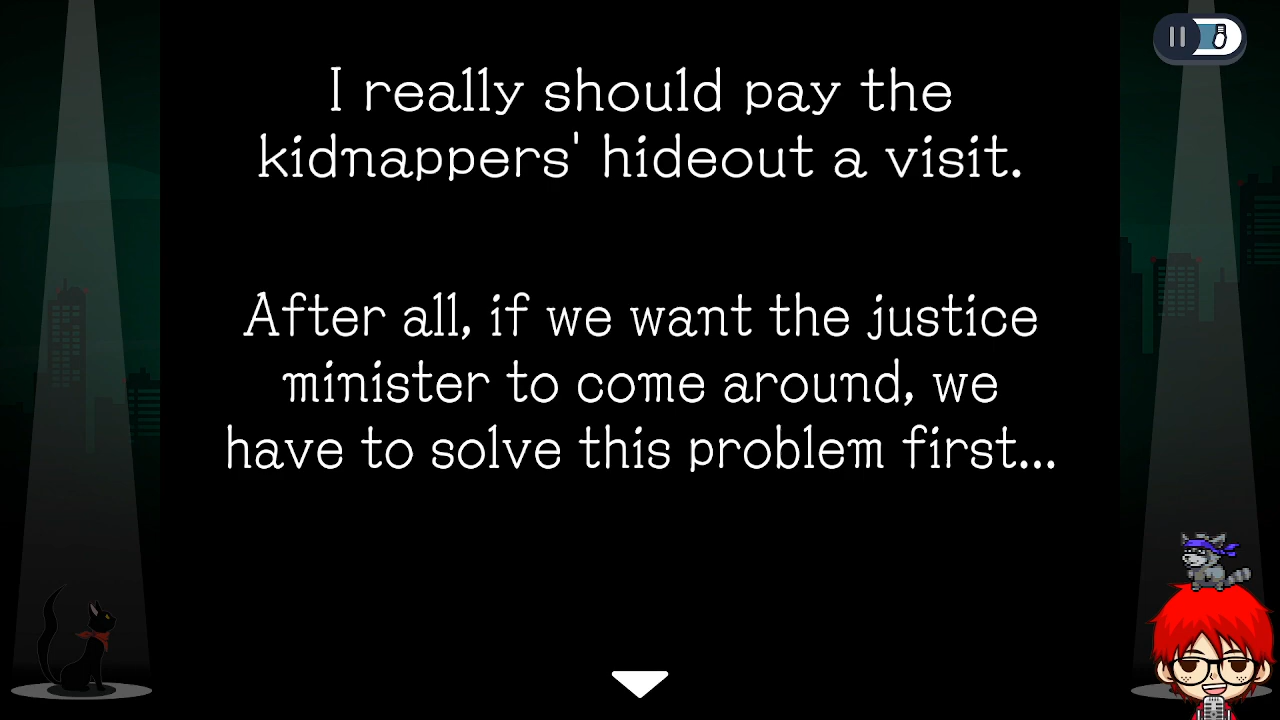 I really should pay the
kidnappers' hideout a visit.
After all, if we want the justice
minister to come around, we
have to solve this problem first...